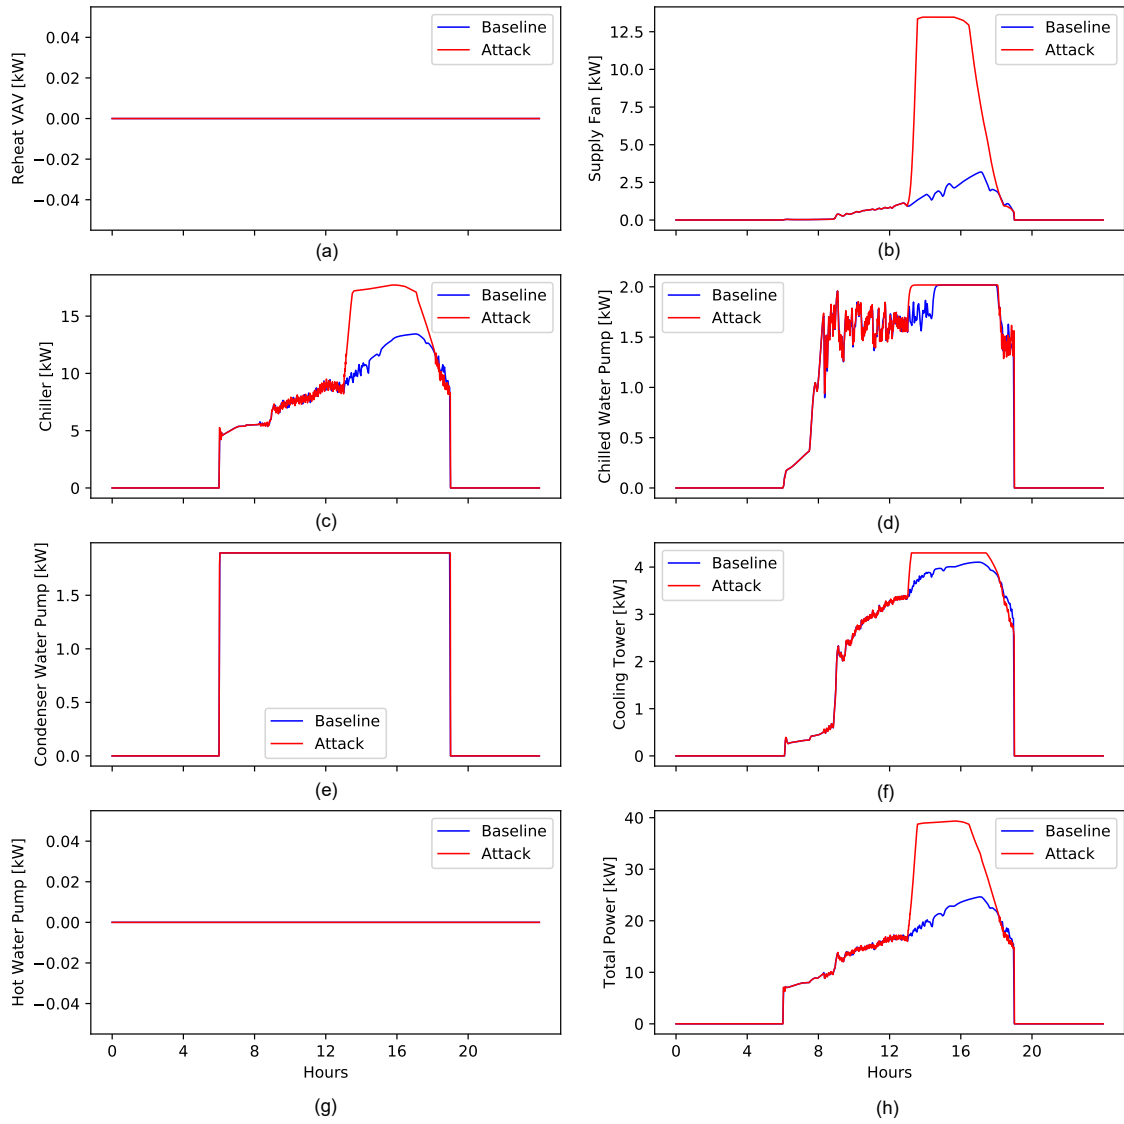 Reheat VAV [kW]
0.04
0.02
0.00
−0.02
−0.04
Baseline
Attack
(a)
Supply Fan [kW]
12.5
10.0
7.5
5.0
2.5
0.0
Baseline
Attack
(b)
Chiller [kW]
15
10
5
0
Baseline
Attack
(c)
Chilled Water Pump [kW]
2.0
1.5
1.0
0.5
0.0
Baseline
Attack
(d)
Condenser Water Pump [kW]
1.5
1.0
0.5
0.0
Baseline
Attack
(e)
Cooling Tower [kW]
4
3
2
1
0
Baseline
Attack
(f)
Hot Water Pump [kW]
0.04
0.02
0.00
−0.02
−0.04
Baseline
Attack
0 4 8 12 16 20
Hours
(g)
Total Power [kW]
40
30
20
10
0
Baseline
Attack
0 4 8 12 16 20
Hours
(h)